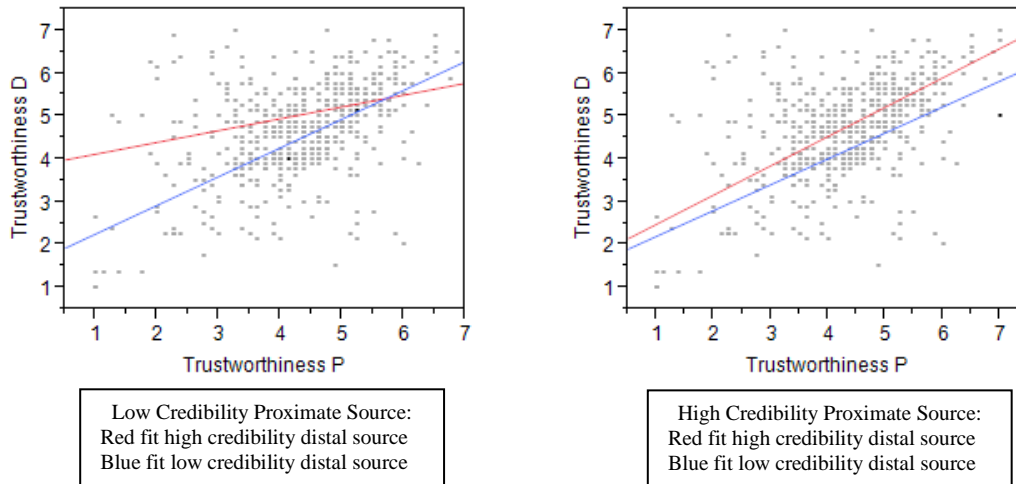 7
6
5
4
3
2
1
Trustworthiness D
1 2 3 4 5 6 7
Trustworthiness P
Low Credibility Proximate Source:
Red fit high credibility distal source
Blue fit low credibility distal source
7
6
5
4
3
2
1
Trustworthiness D
1 2 3 4 5 6 7
Trustworthiness P
High Credibility Proximate Source:
Red fit high credibility distal source
Blue fit low credibility distal source